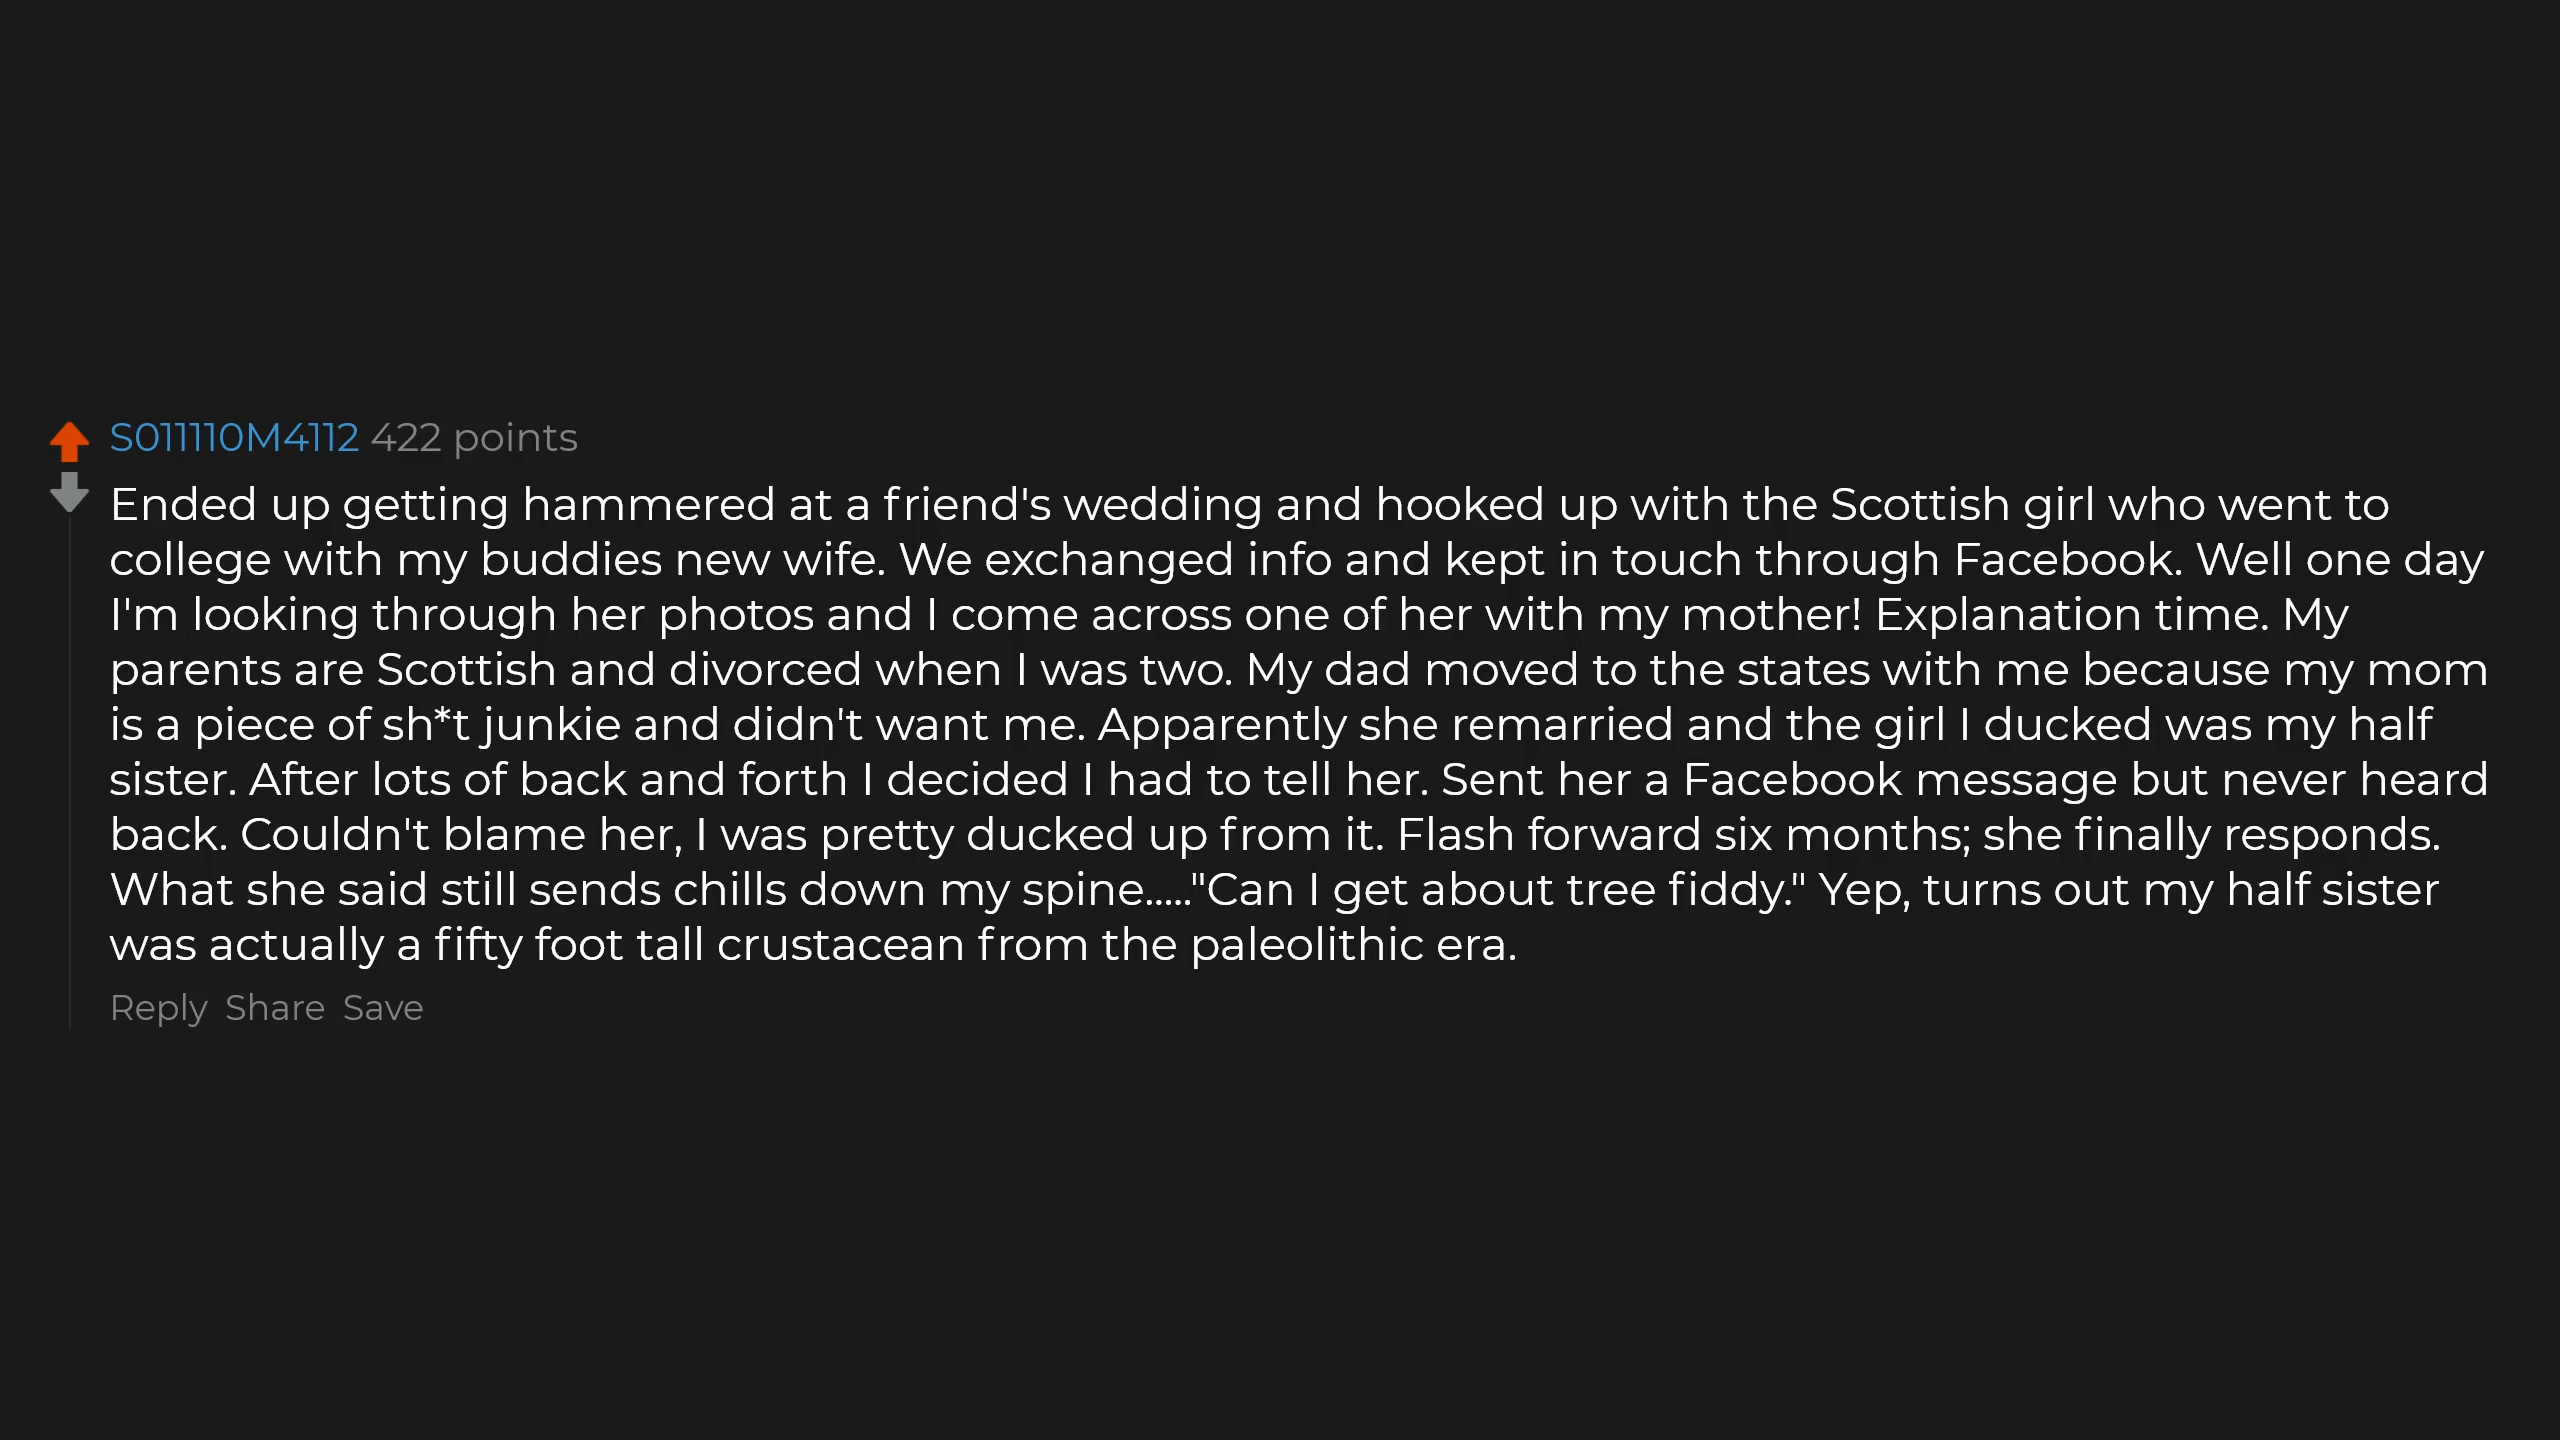 S011110M4112 422 points
Ended up getting hammered at a friend's wedding and hooked up with the Scottish girl who went to
college with my buddies new wife. We exchanged info and kept in touch through Facebook. Well one day
I'm looking through her photos and I come across one of her with my mother! Explanation time. My
parents are Scottish and divorced when I was two. My dad moved to the states with me because my mom
is a piece of sh*t junkie and didn't want me. Apparently she remarried and the girl I ducked was my half
sister. After lots of back and forth I decided I had to tell her. Sent her a Facebook message but never heard
back. Couldn't blame her, I was pretty ducked up from it. Flash forward six months; she finally responds.
What she said still sends chills down my spine....."Can I get about tree fiddy." Yep, turns out my half sister
was actually a fifty foot tall crustacean from the paleolithic era.
Reply Share Save